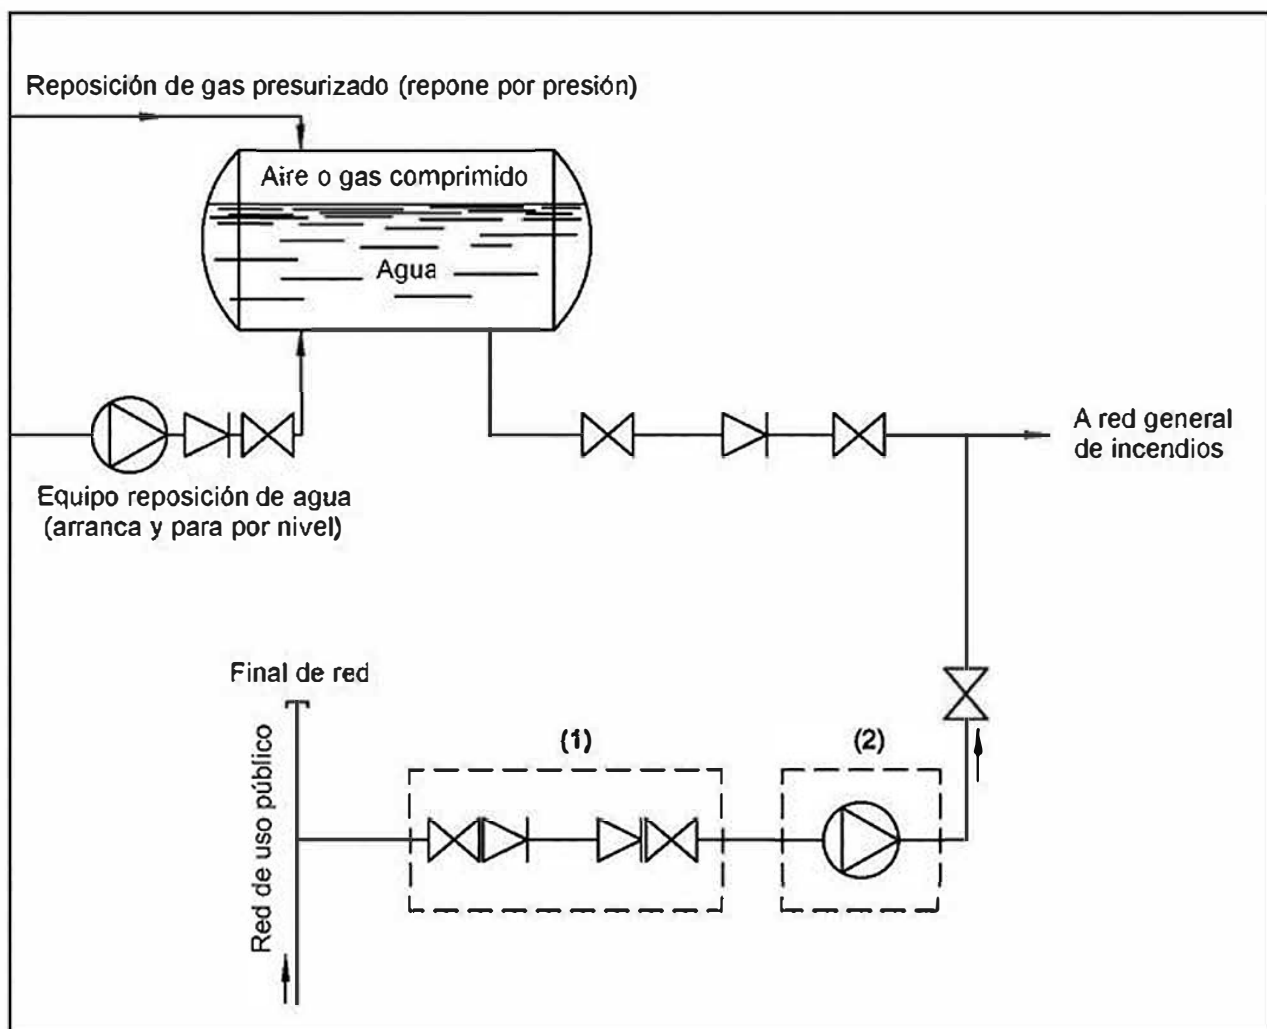 Reposición de gas presurizado (repone por presión)
Aire o gas comprimido
Agua
A red general
de incendios
Equipo reposición de agua
(arranca y para por nivel)
Final de red
Red de uso público
(1)
(2)